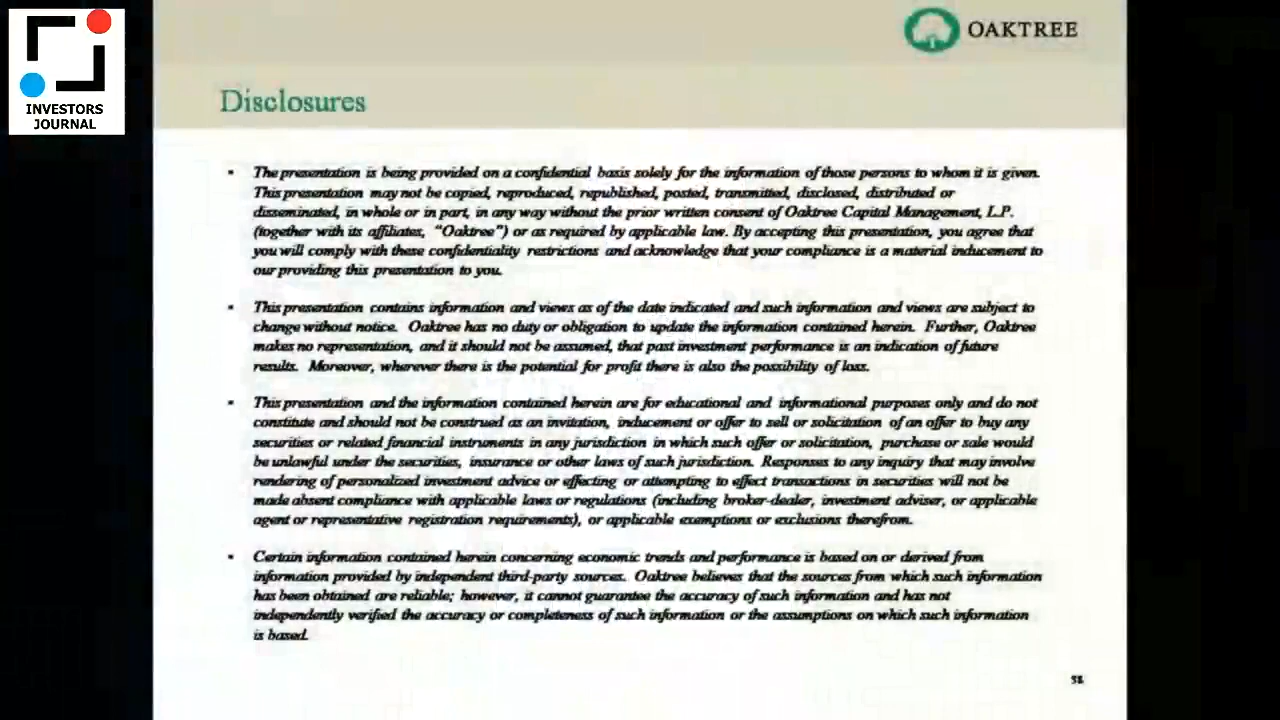 INVESTORS
JOURNAL
OAKTREE
Disclosures
▪ The presentation is being provided on a confidential basis solely for the information of those persons to whom it is given.
This presentation may not be copied, reproduced, republished, posted, transmitted, disclosed, distributed or
disseminated, in whole or in part, in any way without the prior written consent of Oaktree Capital Management, L.P.
(together with its affiliates, “Oaktree”) or as required by applicable law. By accepting this presentation, you agree that
you will comply with these confidentiality restrictions and acknowledge that your compliance is a material inducement to
our providing this presentation to you.
▪ This presentation contains information and views as of the date indicated and such information and views are subject to
change without notice. Oaktree has no duty or obligation to update the information contained herein. Further, Oaktree
makes no representation, and it should not be assumed, that past investment performance is an indication of future
results. Moreover, wherever there is the potential for profit there is also the possibility of loss.
▪ This presentation and the information contained herein are for educational and informational purposes only and do not
constitute and should not be construed as an invitation, inducement or offer to sell or solicitation of an offer to buy any
securities or related financial instruments in any jurisdiction in which such offer or solicitation, purchase or sale would
be unlawful under the securities, insurance or other laws of such jurisdiction. Responses to any inquiry that may involve
rendering of personalized investment advice or effecting or attempting to effect transactions in securities will not be
made absent compliance with applicable laws or regulations (including broker-dealer, investment adviser, or applicable
agent or representative registration requirements), or applicable exemptions or exclusions therefrom.
▪ Certain information contained herein concerning economic trends and performance is based on or derived from
information provided by independent third-party sources. Oaktree believes that the sources from which such information
has been obtained are reliable; however, it cannot guarantee the accuracy of such information and has not
independently verified the accuracy or completeness of such information or the assumptions on which such information
is based.